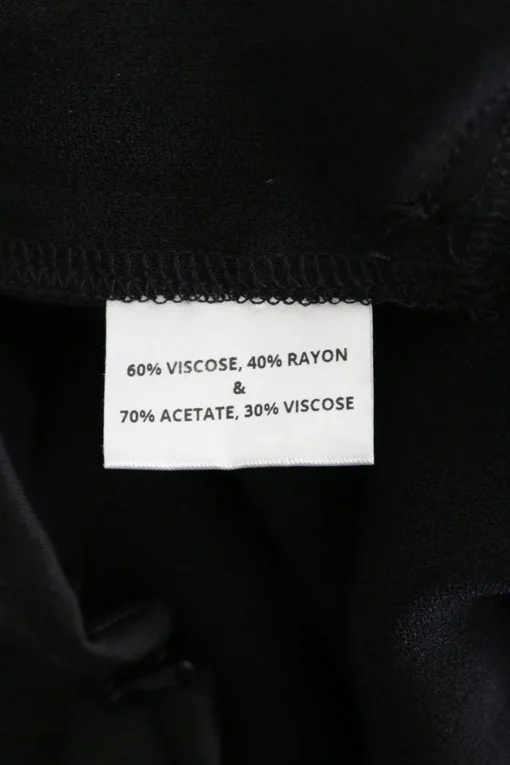 60% VISCOSE, 40% RAYON
&
70% ACETATE, 30% VISCOSE